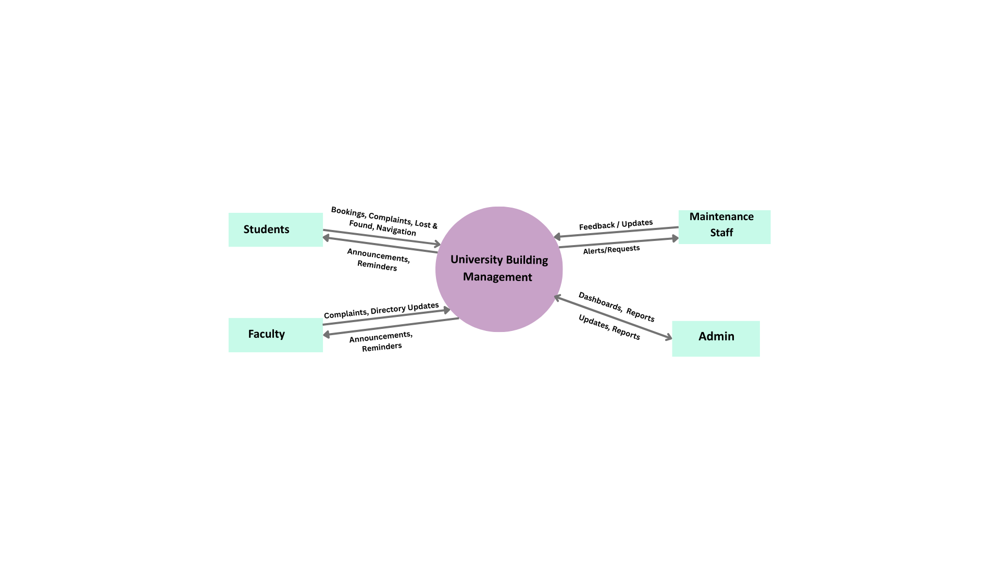 Students
Bookings, Complaints, Lost &
Found, Navigation
Announcements,
Reminders
University Building
Management
Feedback / Updates
Alerts/Requests
Maintenance
Staff
Faculty
Complaints, Directory Updates
Announcements,
Reminders
Dashboards, Reports
Updates, Reports
Admin